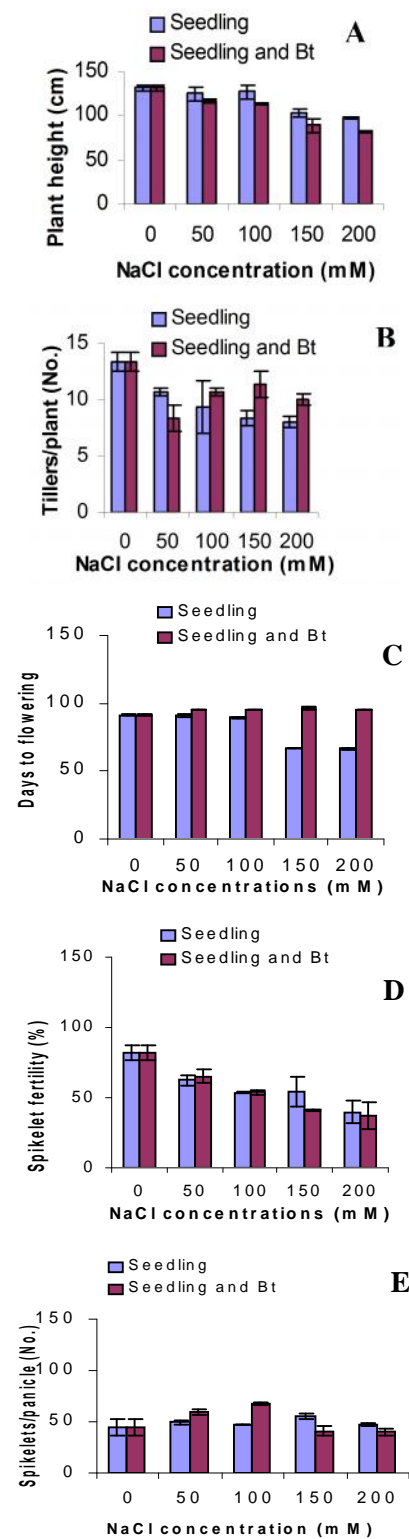 Seedling
Seedling and Bt
A
Plant height (cm)
150
100
50
0
0 50 100 150 200
NaCl concentration (mM)
Seedling
Seedling and Bt
B
Tillers/plant (No.)
15
10
5
0
0 50 100 150 200
NaCl concentration (mM)
Seedling
Seedling and Bt
C
Days to flowering
150
100
50
0
0 50 100 150 200
NaCl concentrations (mM)
Seedling
Seedling and Bt
D
Spikelet fertility (%)
150
100
50
0
0 50 100 150 200
NaCl concentrations (mM)
Seedling
Seedling and Bt
E
Spikelets/panicle (No.)
150
100
50
0
0 50 100 150 200
NaCl concentration (mM)